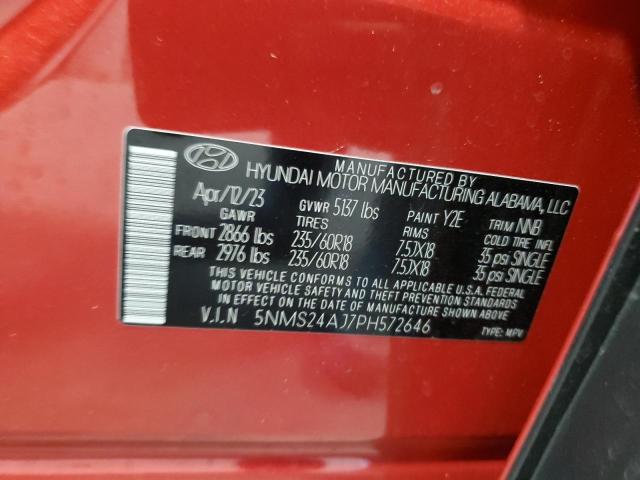 MANUFACTURED BY
HYUNDAI MOTOR MANUFACTURING ALABAMA, LLC
Apr/12/23 GVWR 5137 lbs PAINT Y2E TRIM NNB
GAWR TIRES RIMS COLD TIRE INFL
FRONT 2866 lbs 235/60R18 7.5JX18 35 psi SINGLE
REAR 2976 lbs 235/60R18 7.5JX18 35 psi SINGLE
THIS VEHICLE CONFORMS TO ALL APPLICABLE U.S.A. FEDERAL
MOTOR VEHICLE SAFETY AND THEFT PREVENTION STANDARDS IN EFFECT
ON THE DATE OF MANUFACTURE SHOWN ABOVE.
V.I.N 5NMS24AJ7PH572646 TYPE: MPV